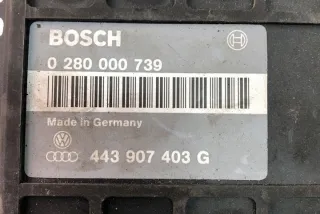 BOSCH
0 280 000 739
Made in Germany
443 907 403 G